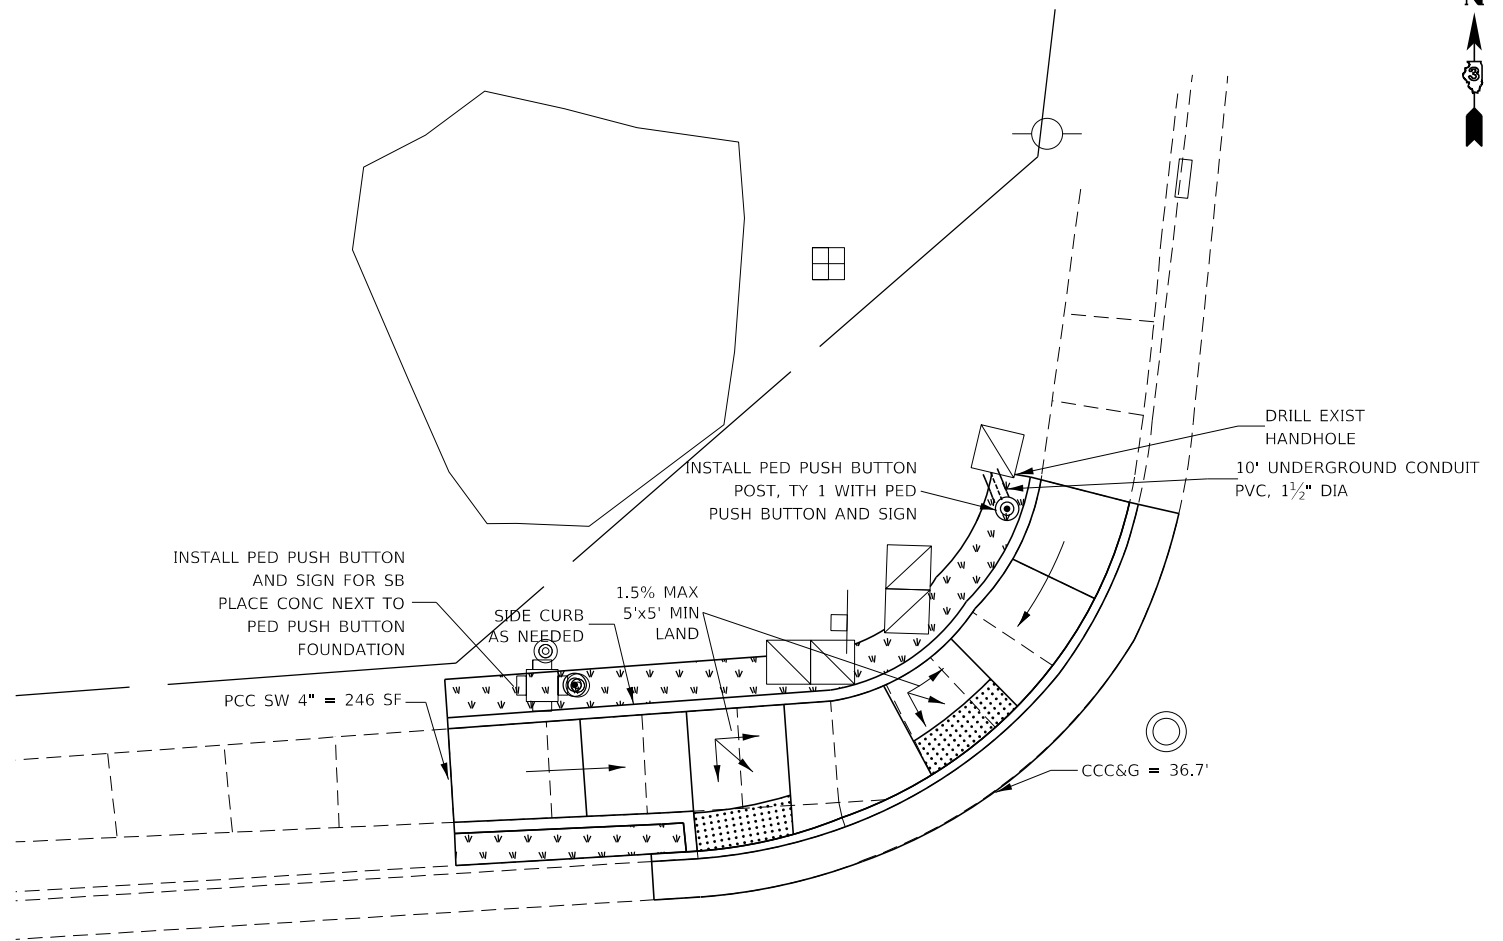 N
3
DRILL EXIST
HANDHOLE
INSTALL PED PUSH BUTTON
POST, TY 1 WITH PED
PUSH BUTTON AND SIGN
10' UNDERGROUND CONDUIT
PVC, 1½" DIA
INSTALL PED PUSH BUTTON
AND SIGN FOR SB
PLACE CONC NEXT TO
PED PUSH BUTTON
FOUNDATION
SIDE CURB
AS NEEDED
1.5% MAX
5'x5' MIN
LAND
PCC SW 4" = 246 SF
CCC&G = 36.7'